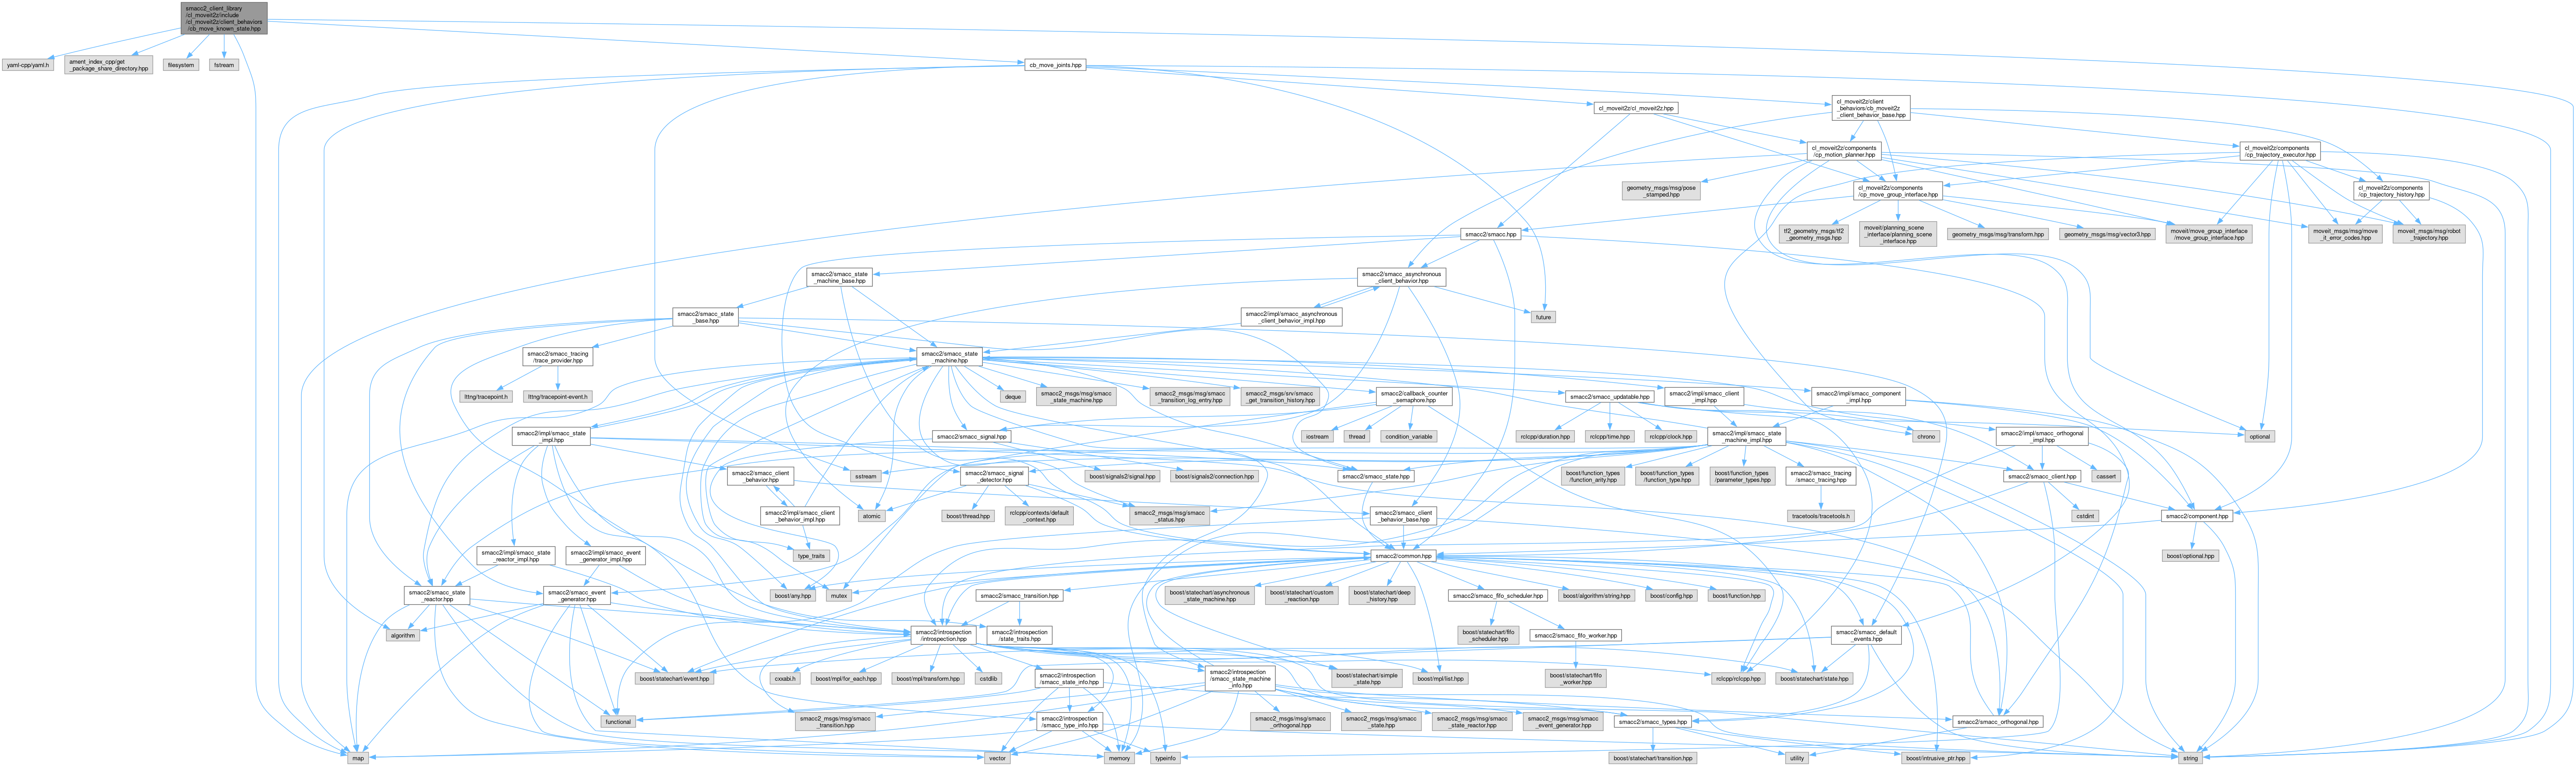 smacc2_client_library
/cl_moveit2z/include
/cl_moveit2z/client_behaviors
/cb_move_known_state.hpp
yaml-cpp/yaml.h
ament_index_cpp/get
_package_share_directory.hpp
filesystem
fstream
cb_move_joints.hpp
cl_moveit2z/cl_moveit2z.hpp
cl_moveit2z/client
_behaviors/cb_moveit2z
_client_behavior_base.hpp
cl_moveit2z/components
/cp_motion_planner.hpp
cl_moveit2z/components
/cp_trajectory_executor.hpp
geometry_msgs/msg/pose
_stamped.hpp
cl_moveit2z/components
/cp_move_group_interface.hpp
cl_moveit2z/components
/cp_trajectory_history.hpp
smacc2/smacc.hpp
tf2_geometry_msgs/tf2
_geometry_msgs.hpp
moveit/planning_scene
_interface/planning_scene
_interface.hpp
geometry_msgs/msg/transform.hpp
geometry_msgs/msg/vector3.hpp
moveit/move_group_interface
/move_group_interface.hpp
moveit_msgs/msg/move
_it_error_codes.hpp
moveit_msgs/msg/robot
_trajectory.hpp
smacc2/smacc_state
_machine_base.hpp
smacc2/smacc_asynchronous
_client_behavior.hpp
smacc2/smacc_state
_base.hpp
smacc2/impl/smacc_asynchronous
_client_behavior_impl.hpp
future
smacc2/smacc_tracing
/trace_provider.hpp
smacc2/smacc_state
_machine.hpp
lttng/tracepoint.h
lttng/tracepoint-event.h
deque
smacc2_msgs/msg/smacc
_state_machine.hpp
smacc2_msgs/msg/smacc
_transition_log_entry.hpp
smacc2_msgs/srv/smacc
_get_transition_history.hpp
smacc2/callback_counter
_semaphore.hpp
smacc2/smacc_updatable.hpp
smacc2/impl/smacc_client
_impl.hpp
smacc2/impl/smacc_component
_impl.hpp
smacc2/impl/smacc_state
_impl.hpp
smacc2/smacc_signal.hpp
iostream
thread
condition_variable
rclcpp/duration.hpp
rclcpp/time.hpp
rclcpp/clock.hpp
smacc2/impl/smacc_state
_machine_impl.hpp
chrono
smacc2/impl/smacc_orthogonal
_impl.hpp
optional
smacc2/smacc_client
_behavior.hpp
sstream
smacc2/smacc_signal
_detector.hpp
boost/signals2/signal.hpp
boost/signals2/connection.hpp
smacc2/smacc_state.hpp
boost/function_types
/function_arity.hpp
boost/function_types
/function_type.hpp
boost/function_types
/parameter_types.hpp
smacc2/smacc_tracing
/smacc_tracing.hpp
smacc2/smacc_client.hpp
cassert
smacc2/impl/smacc_client
_behavior_impl.hpp
atomic
boost/thread.hpp
rclcpp/contexts/default
_context.hpp
smacc2_msgs/msg/smacc
_status.hpp
smacc2/smacc_client
_behavior_base.hpp
tracetools/tracetools.h
cstdint
smacc2/component.hpp
smacc2/impl/smacc_state
_reactor_impl.hpp
smacc2/impl/smacc_event
_generator_impl.hpp
type_traits
smacc2/common.hpp
boost/optional.hpp
smacc2/smacc_state
_reactor.hpp
smacc2/smacc_event
_generator.hpp
boost/any.hpp
mutex
smacc2/smacc_transition.hpp
boost/statechart/asynchronous
_state_machine.hpp
boost/statechart/custom
_reaction.hpp
boost/statechart/deep
_history.hpp
smacc2/smacc_fifo_scheduler.hpp
boost/algorithm/string.hpp
boost/config.hpp
boost/function.hpp
algorithm
smacc2/introspection
/introspection.hpp
smacc2/introspection
/state_traits.hpp
boost/statechart/fifo
_scheduler.hpp
smacc2/smacc_fifo_worker.hpp
smacc2/smacc_default
_events.hpp
boost/statechart/event.hpp
cxxabi.h
boost/mpl/for_each.hpp
boost/mpl/transform.hpp
cstdlib
smacc2/introspection
/smacc_state_info.hpp
smacc2/introspection
/smacc_state_machine
_info.hpp
boost/statechart/simple
_state.hpp
boost/mpl/list.hpp
boost/statechart/fifo
_worker.hpp
rclcpp/rclcpp.hpp
boost/statechart/state.hpp
functional
smacc2_msgs/msg/smacc
_transition.hpp
smacc2/introspection
/smacc_type_info.hpp
smacc2_msgs/msg/smacc
_orthogonal.hpp
smacc2_msgs/msg/smacc
_state.hpp
smacc2_msgs/msg/smacc
_state_reactor.hpp
smacc2_msgs/msg/smacc
_event_generator.hpp
smacc2/smacc_types.hpp
smacc2/smacc_orthogonal.hpp
map
vector
memory
typeinfo
boost/statechart/transition.hpp
utility
boost/intrusive_ptr.hpp
string